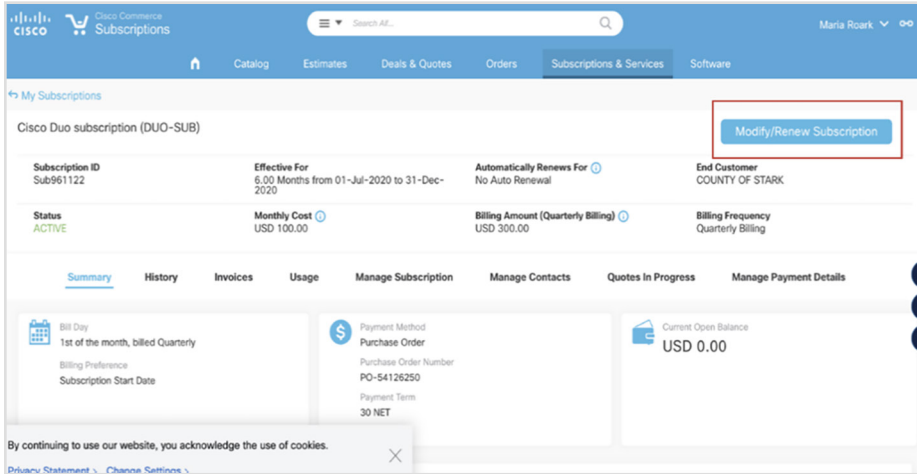 CISCO
Cisco Commerce
Subscriptions
Search All...
Maria Roark
Catalog
Estimates
Deals & Quotes
Orders
Subscriptions & Services
Software
My Subscriptions
Cisco Duo subscription (DUO-SUB)
Modify/Renew Subscription
Subscription ID
Sub961122
Effective For
6.00 Months from 01-Jul-2020 to 31-Dec-
2020
Automatically Renews For
No Auto Renewal
End Customer
COUNTY OF STARK
Status
ACTIVE
Monthly Cost
USD 100.00
Billing Amount (Quarterly Billing)
USD 300.00
Billing Frequency
Quarterly Billing
Summary
History
Invoices
Usage
Manage Subscription
Manage Contacts
Quotes In Progress
Manage Payment Details
Bill Day
1st of the month, billed Quarterly
Billing Preference
Subscription Start Date
Payment Method
Purchase Order
Purchase Order Number
PO-54126250
Payment Term
30 NET
Current Open Balance
USD 0.00
By continuing to use our website, you acknowledge the use of cookies.
Privacy Statement > Change Settings >